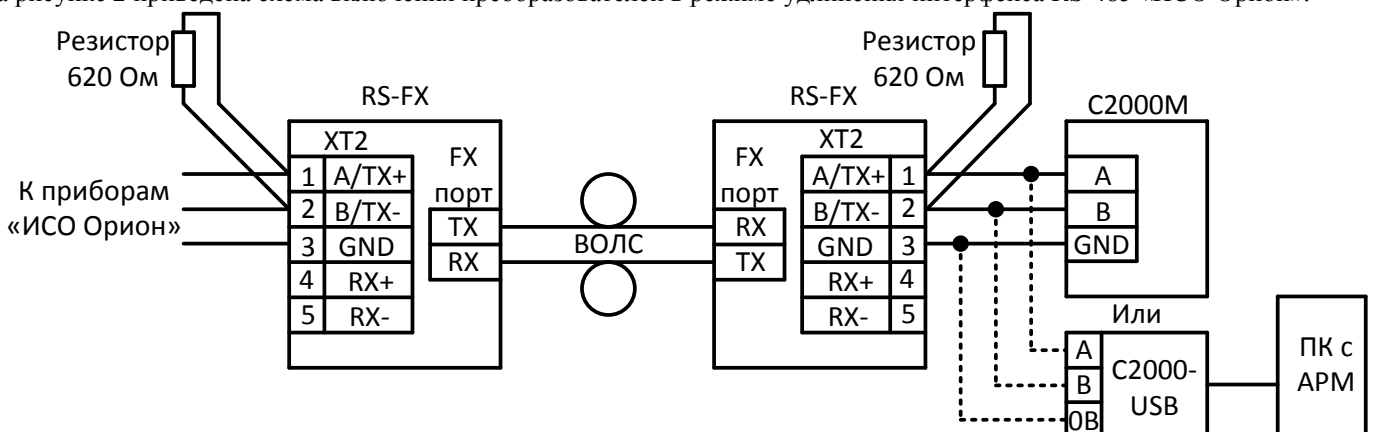 на рисунке 2 приведена схема включения преобразователей в режиме удлинения интерфейса RS-485 «ИСО Орион».
Резистор
620 Ом
RS-FX
XT2
1 A/TX+
2 B/TX-
3 GND
4 RX+
5 RX-
FX
порт
TX
RX
К приборам
«ИСО Орион»
ВОЛС
Резистор
620 Ом
RS-FX
FX
порт
RX
TX
XT2
A/TX+ 1
B/TX- 2
GND 3
RX+ 4
RX- 5
С2000М
A
B
GND
Или
A
B
0В
С2000-
USB
ПК с
АРМ